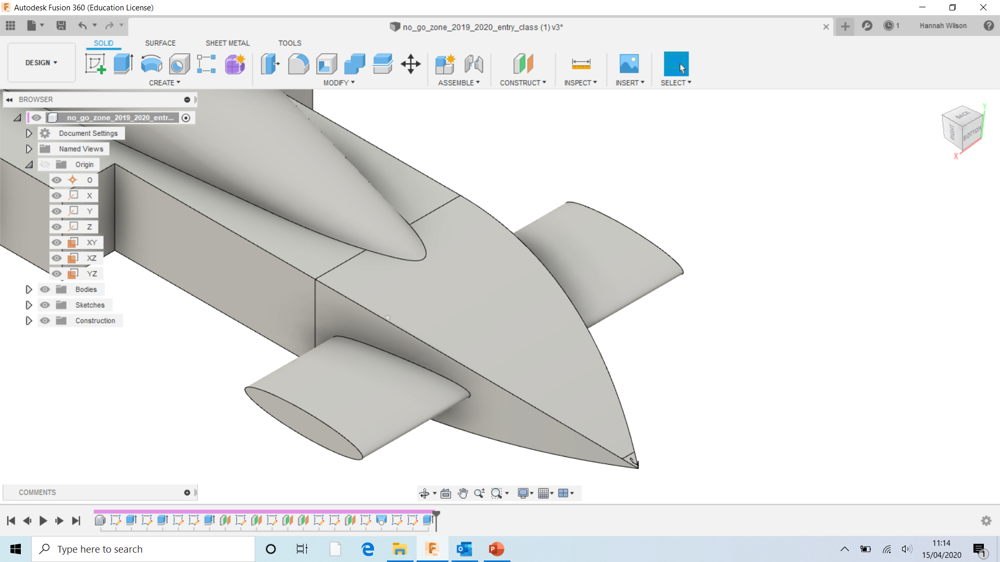 Autodesk Fusion 360 (Education License)
no_go_zone_2019_2020_entry_class (1) v3*
1
Hannah Wilson
SOLID
SURFACE
SHEET METAL
TOOLS
DESIGN
CREATE
MODIFY
ASSEMBLE
CONSTRUCT
INSPECT
INSERT
SELECT
BROWSER
no_go_zone_2019_2020_entr...
Document Settings
Named Views
Origin
O
X
Y
Z
XY
XZ
YZ
Bodies
Sketches
Construction
BACK
RIGHT
BOTTOM
Y
X
COMMENTS
Type here to search
11:14
15/04/2020
1